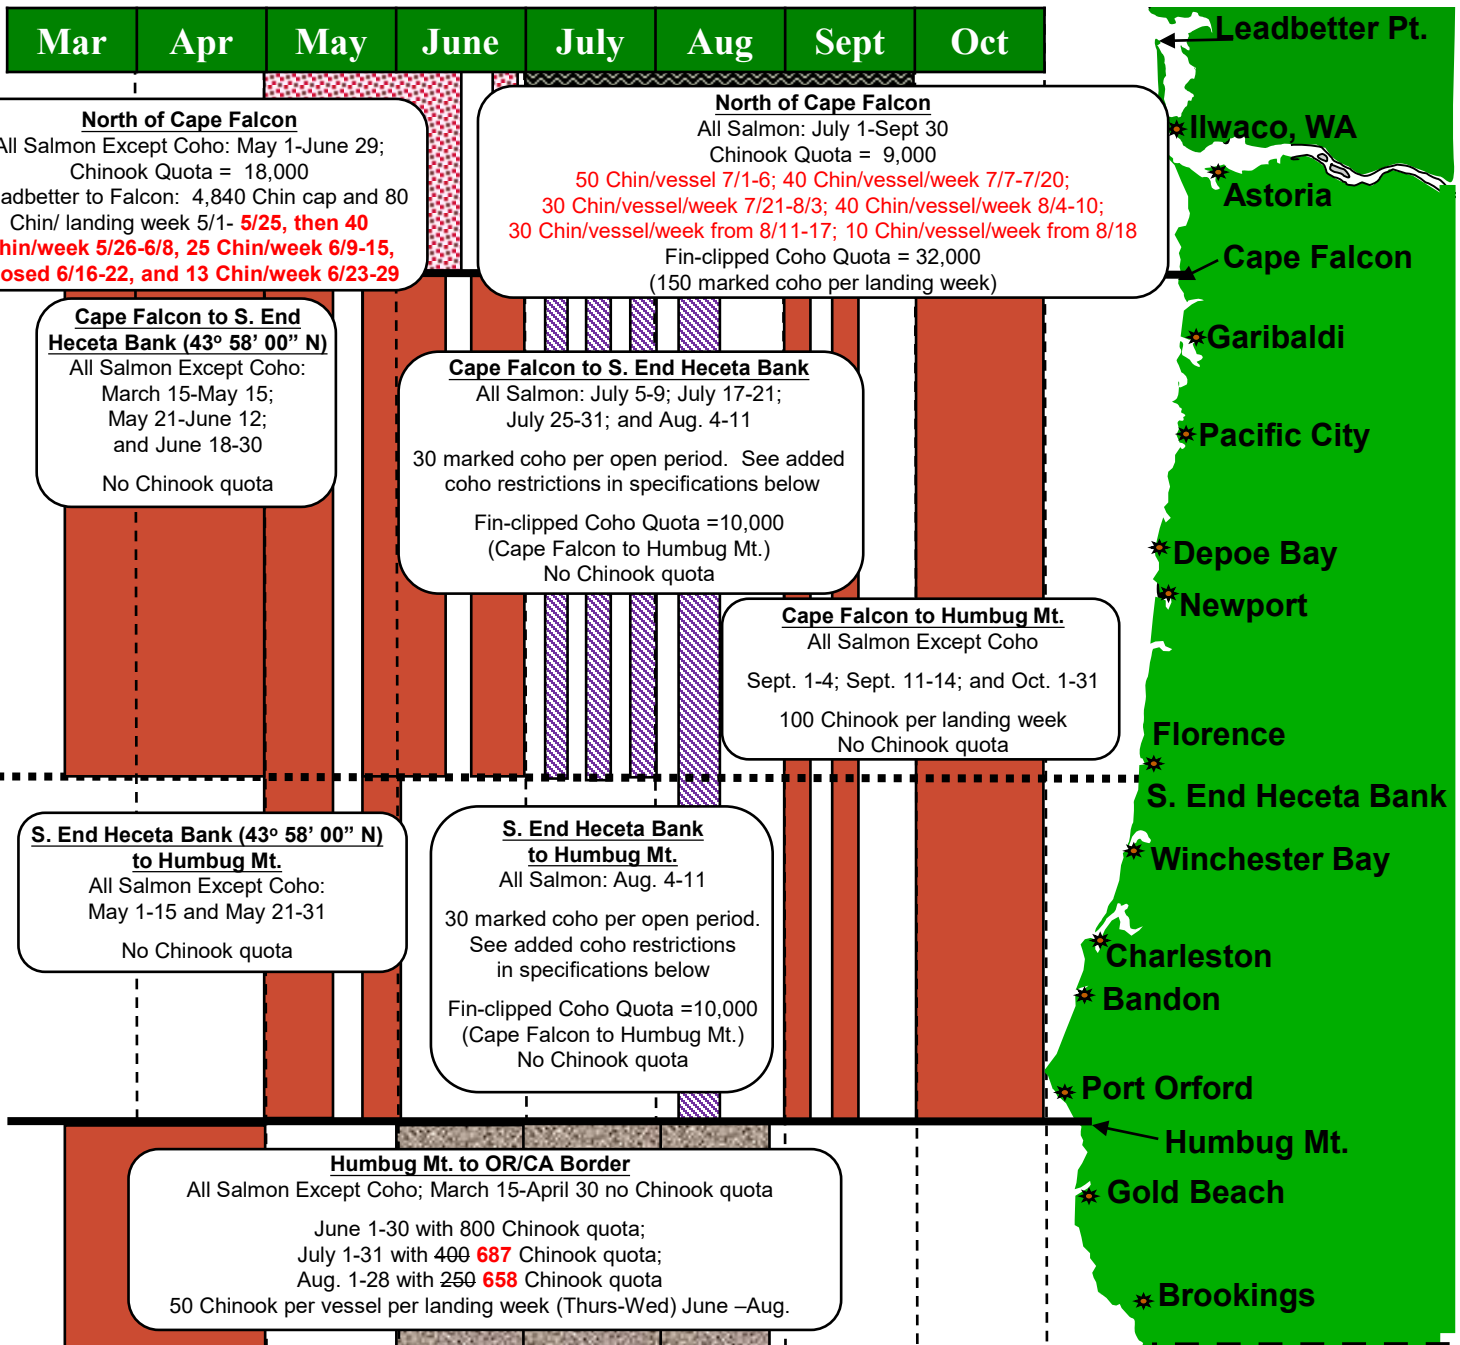 Mar Apr May June July Aug Sept Oct
North of Cape Falcon
All Salmon Except Coho: May 1-June 29;
Chinook Quota = 18,000
adbetter to Falcon: 4,840 Chin cap and 80
Chin/ landing week 5/1- 5/25, then 40
hin/week 5/26-6/8, 25 Chin/week 6/9-15,
osed 6/16-22, and 13 Chin/week 6/23-29
North of Cape Falcon
All Salmon: July 1-Sept 30
Chinook Quota = 9,000
50 Chin/vessel 7/1-6; 40 Chin/vessel/week 7/7-7/20;
30 Chin/vessel/week 7/21-8/3; 40 Chin/vessel/week 8/4-10;
30 Chin/vessel/week from 8/11-17; 10 Chin/vessel/week from 8/18
Fin-clipped Coho Quota = 32,000
(150 marked coho per landing week)
Cape Falcon to S. End
Heceta Bank (43º 58’ 00” N)
All Salmon Except Coho:
March 15-May 15;
May 21-June 12;
and June 18-30
No Chinook quota
Cape Falcon to S. End Heceta Bank
All Salmon: July 5-9; July 17-21;
July 25-31; and Aug. 4-11
30 marked coho per open period. See added
coho restrictions in specifications below
Fin-clipped Coho Quota =10,000
(Cape Falcon to Humbug Mt.)
No Chinook quota
Cape Falcon to Humbug Mt.
All Salmon Except Coho
Sept. 1-4; Sept. 11-14; and Oct. 1-31
100 Chinook per landing week
No Chinook quota
S. End Heceta Bank (43º 58’ 00” N)
to Humbug Mt.
All Salmon Except Coho:
May 1-15 and May 21-31
No Chinook quota
S. End Heceta Bank
to Humbug Mt.
All Salmon: Aug. 4-11
30 marked coho per open period.
See added coho restrictions
in specifications below
Fin-clipped Coho Quota =10,000
(Cape Falcon to Humbug Mt.)
No Chinook quota
Humbug Mt. to OR/CA Border
All Salmon Except Coho; March 15-April 30 no Chinook quota
June 1-30 with 800 Chinook quota;
July 1-31 with 400 687 Chinook quota;
Aug. 1-28 with 250 658 Chinook quota
50 Chinook per vessel per landing week (Thurs-Wed) June –Aug.
Leadbetter Pt.
Ilwaco, WA
Astoria
Cape Falcon
Garibaldi
Pacific City
Depoe Bay
Newport
Florence
S. End Heceta Bank
Winchester Bay
Charleston
Bandon
Port Orford
Humbug Mt.
Gold Beach
Brookings